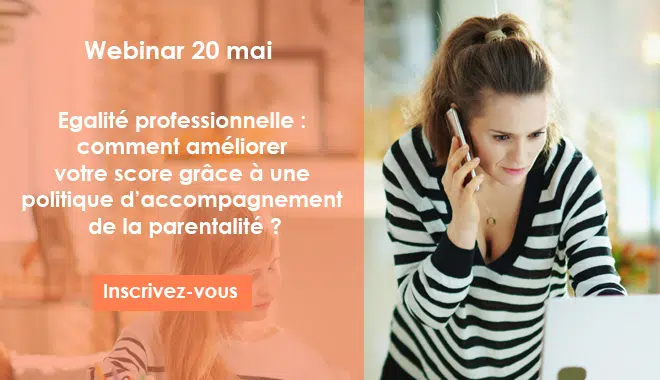 Webinar 20 mai
Egalité professionnelle :
comment améliorer
votre score grâce à une
politique d'accompagnement
de la parentalité ?
Inscrivez-vous